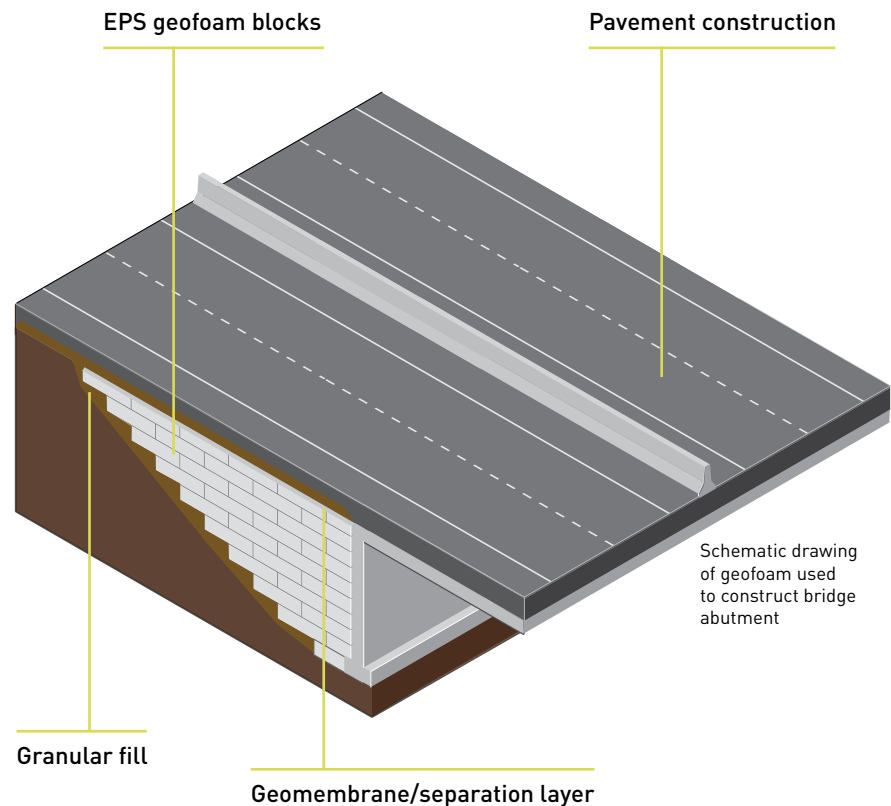 EPS geofoam blocks
Pavement construction
Schematic drawing
of geofoam used
to construct bridge
abutment
Granular fill
Geomembrane/separation layer